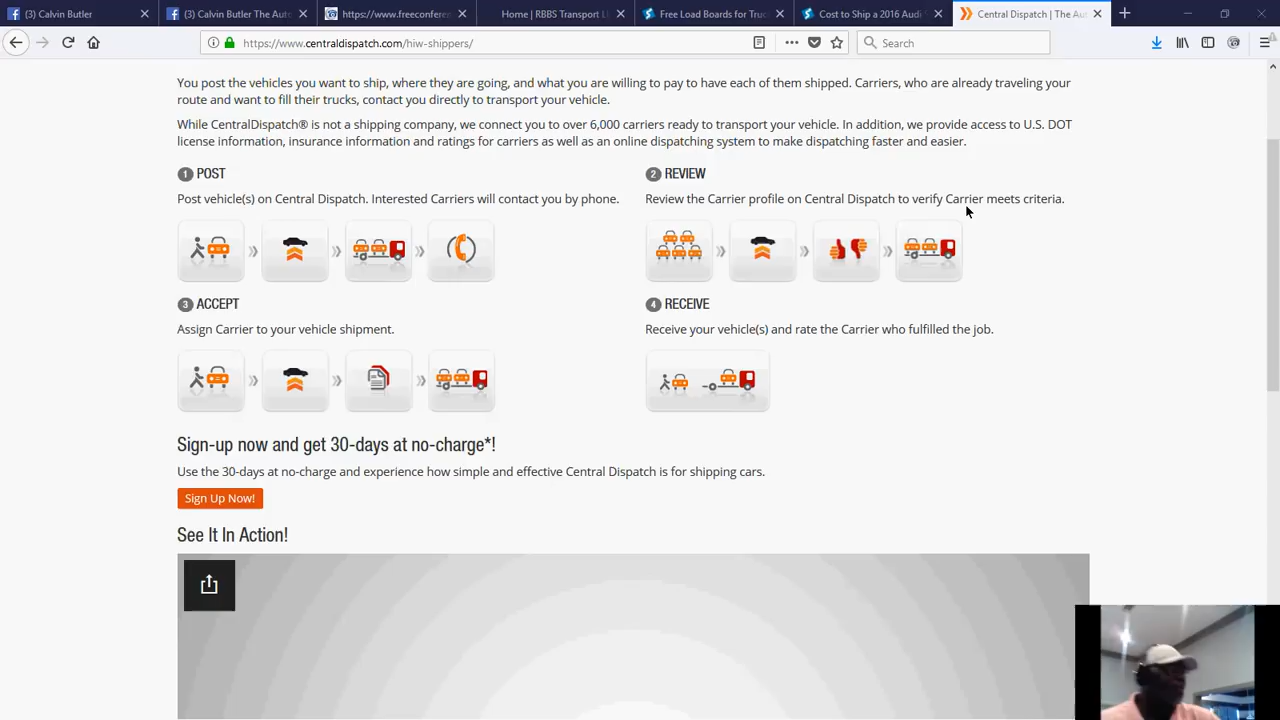 (3) Calvin Butler
(3) Calvin Butler The Auto
https://www.freeconfere
Home | RBBS Transport L
Free Load Boards for Truc
Cost to Ship a 2016 Audi
Central Dispatch | The Au
https://www.centraldispatch.com/hiw-shippers/
Search
You post the vehicles you want to ship, where they are going, and what you are willing to pay to have each of them shipped. Carriers, who are already traveling your
route and want to fill their trucks, contact you directly to transport your vehicle.
While CentralDispatch® is not a shipping company, we connect you to over 6,000 carriers ready to transport your vehicle. In addition, we provide access to U.S. DOT
license information, insurance information and ratings for carriers as well as an online dispatching system to make dispatching faster and easier.
1 POST
Post vehicle(s) on Central Dispatch. Interested Carriers will contact you by phone.
2 REVIEW
Review the Carrier profile on Central Dispatch to verify Carrier meets criteria.
3 ACCEPT
Assign Carrier to your vehicle shipment.
4 RECEIVE
Receive your vehicle(s) and rate the Carrier who fulfilled the job.
Sign-up now and get 30-days at no-charge*!
Use the 30-days at no-charge and experience how simple and effective Central Dispatch is for shipping cars.
Sign Up Now!
See It In Action!